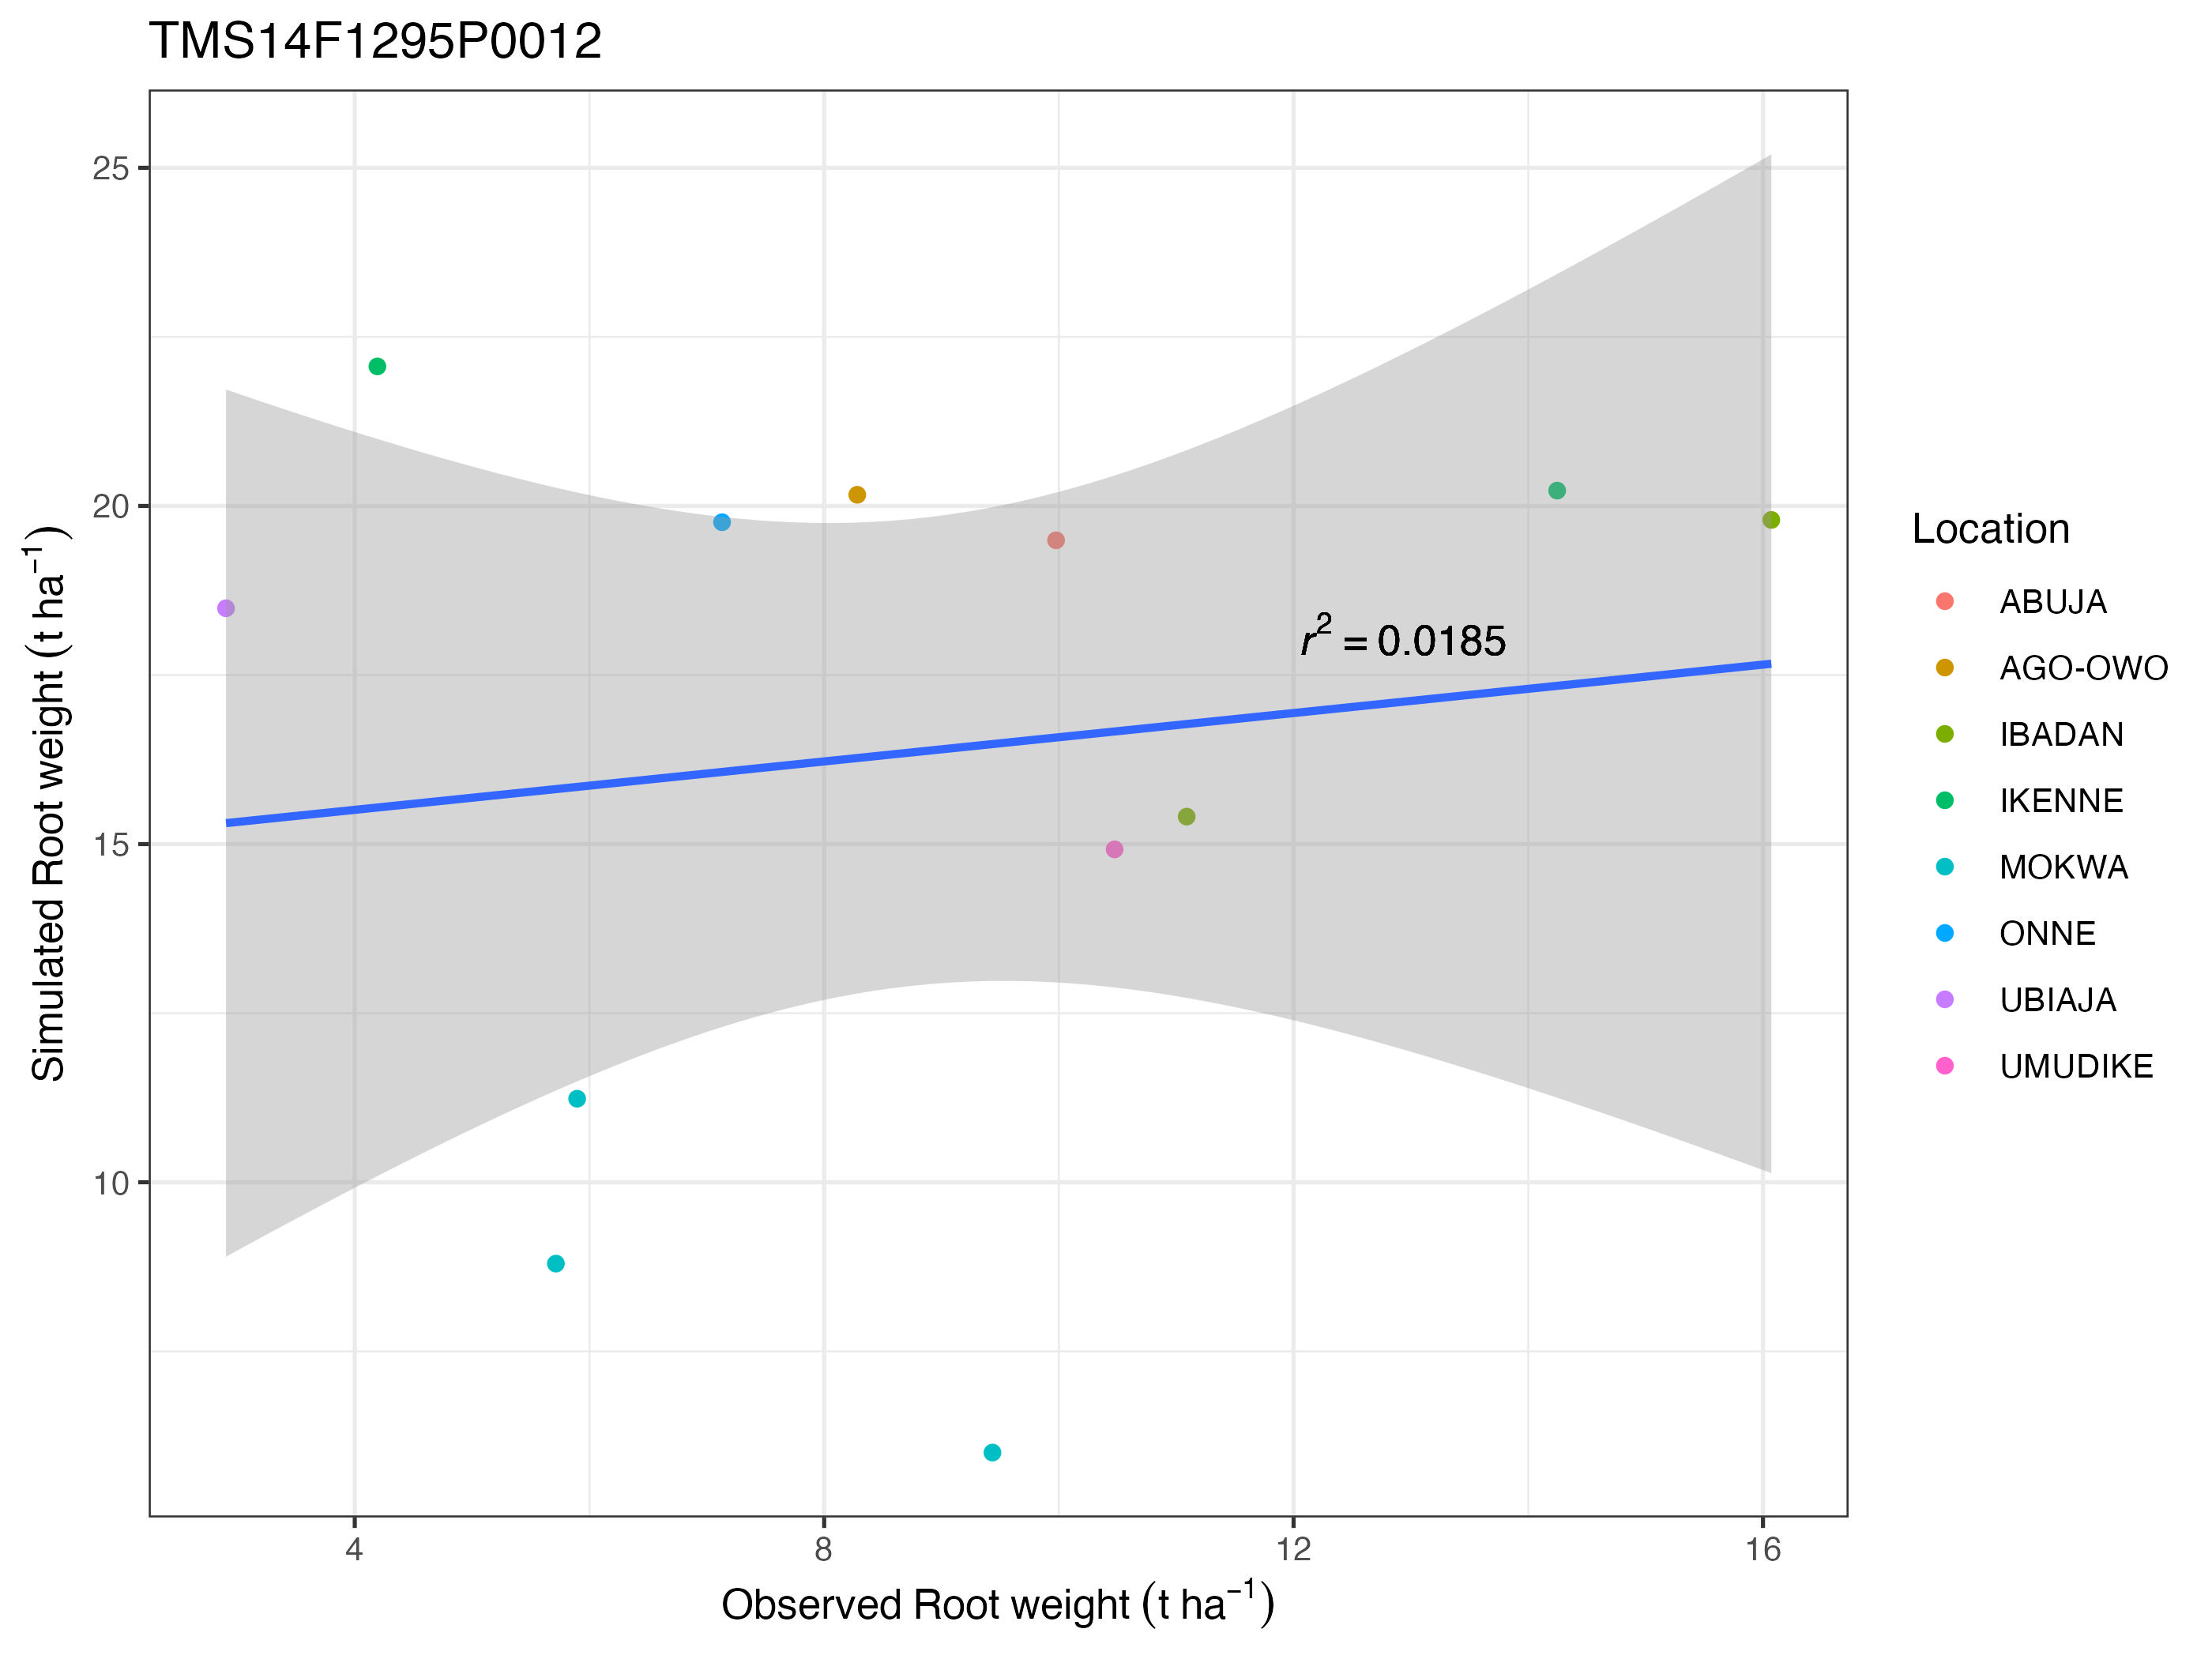 TMS14F1295P0012
25
20
15
10
Simulated Root weight (t ha⁻¹)
r² = 0.0185
4 8 12 16
Observed Root weight (t ha⁻¹)
Location
ABUJA
AGO-OWO
IBADAN
IKENNE
MOKWA
ONNE
UBIAJA
UMUDIKE